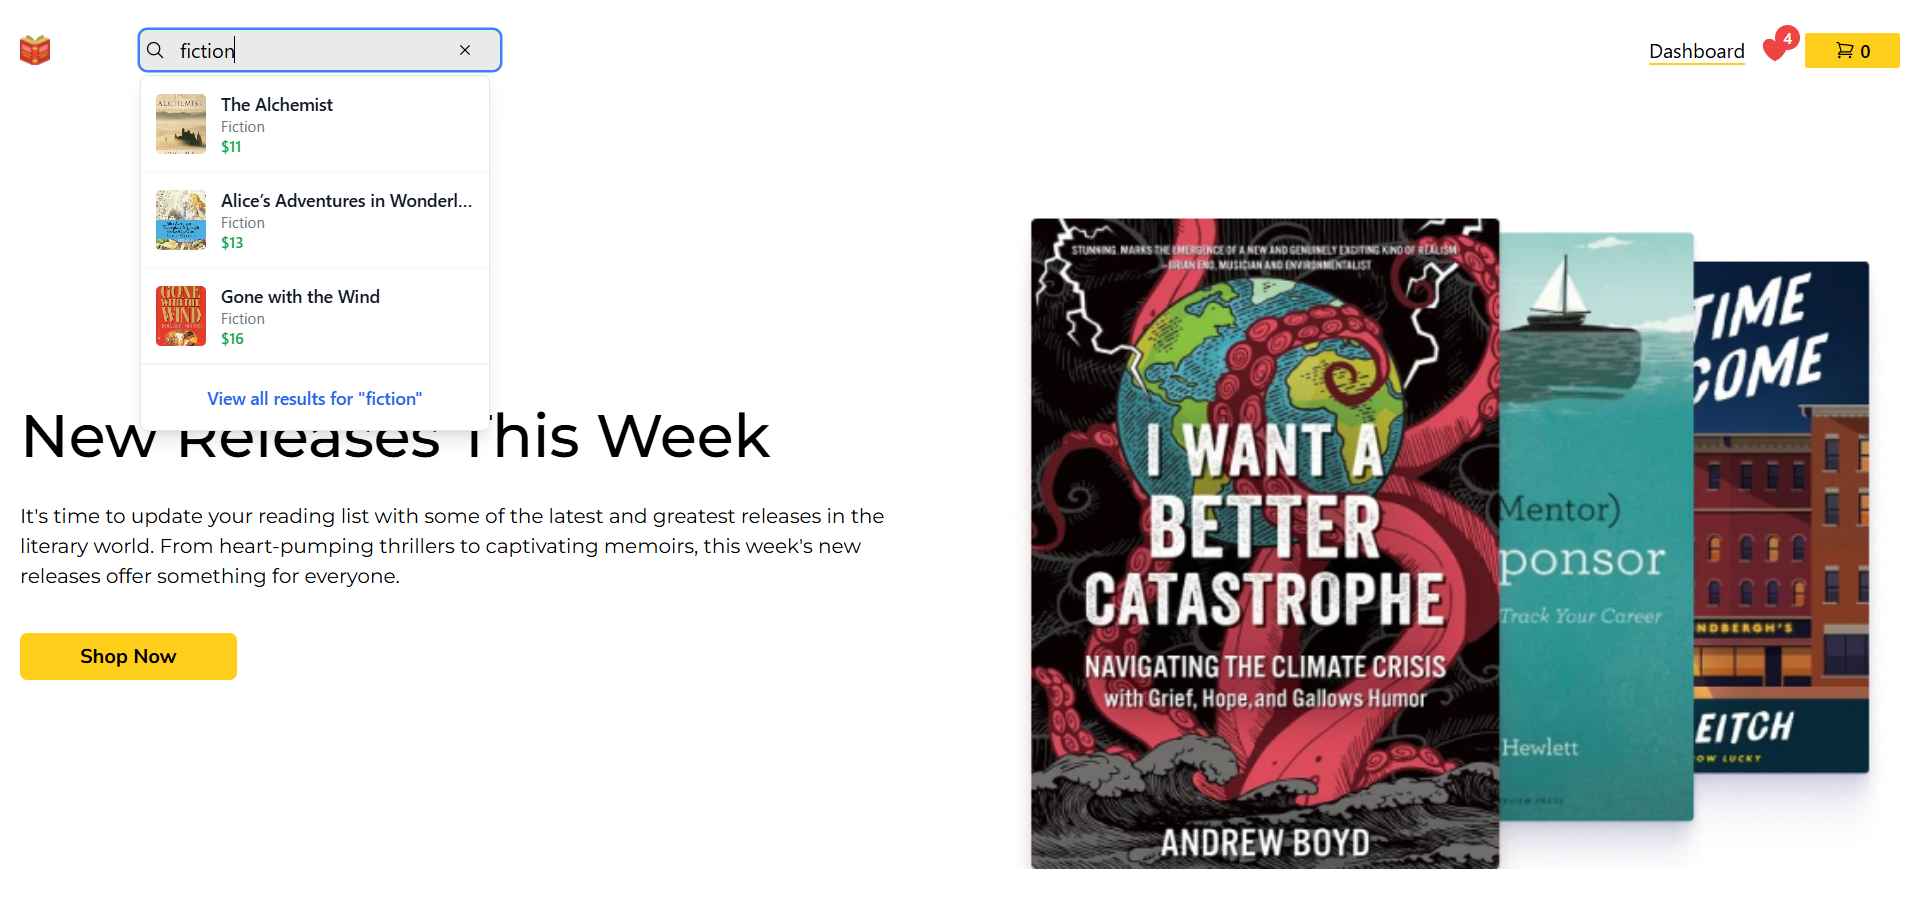 fiction
Dashboard
4
0
The Alchemist
Fiction
$11
Alice’s Adventures in Wonderl...
Fiction
$13
GONE
WITH THE
WIND
Gone with the Wind
Fiction
$16
View all results for "fiction"
New Releases This Week
It's time to update your reading list with some of the latest and greatest releases in the
literary world. From heart-pumping thrillers to captivating memoirs, this week's new
releases offer something for everyone.
Shop Now
STUNNING. MARKS THE EMERGENCE OF A NEW AND GENUINELY EXCITING KIND OF REALISM
—BRIAN ENO, MUSICIAN AND ENVIRONMENTALIST
I WANT A
BETTER
CATASTROPHE
NAVIGATING THE CLIMATE CRISIS
with Grief, Hope, and Gallows Humor
ANDREW BOYD
Mentor)
ponsor
Track Your Career
Hewlett
TIME
COME
NDBERGH'S
EITCH
OW LUCKY